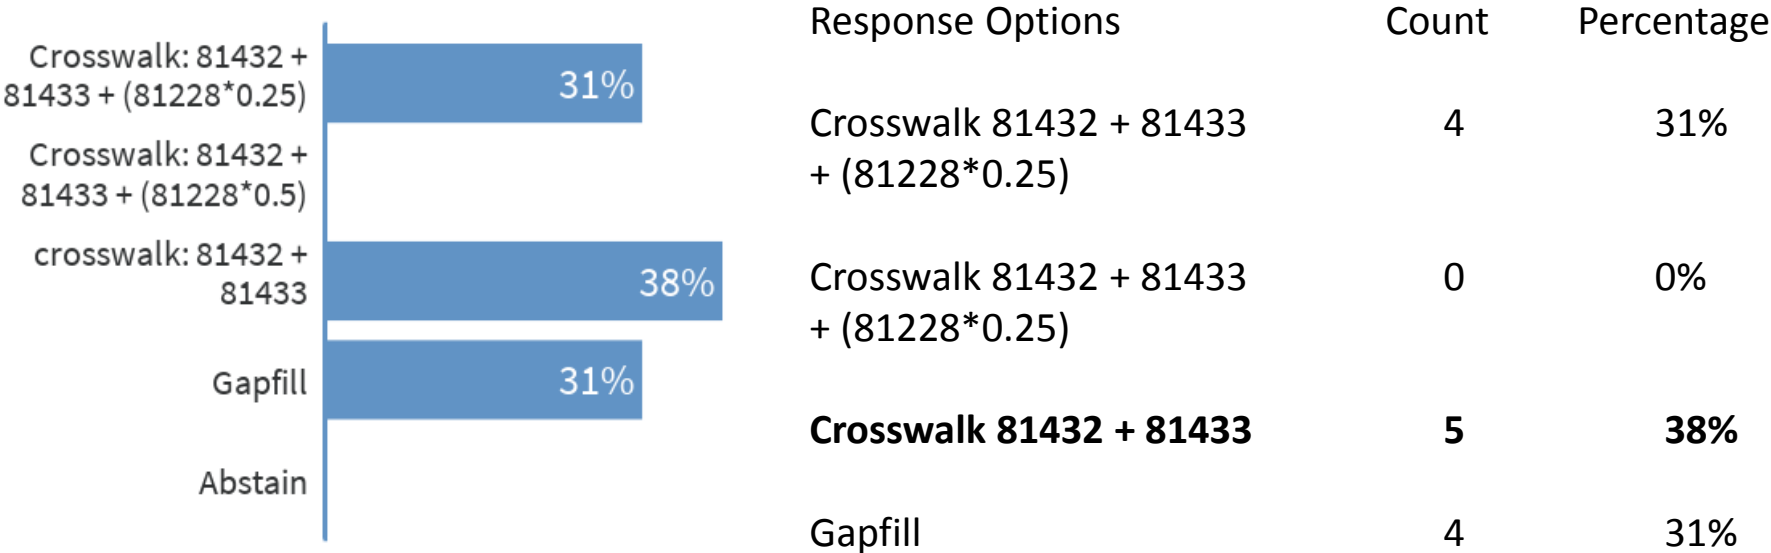 Crosswalk: 81432 +
81433 + (81228*0.25)
31%
Crosswalk: 81432 +
81433 + (81228*0.5)
crosswalk: 81432 +
81433
38%
Gapfill
31%
Abstain
Response Options Count Percentage
Crosswalk 81432 + 81433 4 31%
+ (81228*0.25)
Crosswalk 81432 + 81433 0 0%
+ (81228*0.25)
Crosswalk 81432 + 81433 5 38%
Gapfill 4 31%